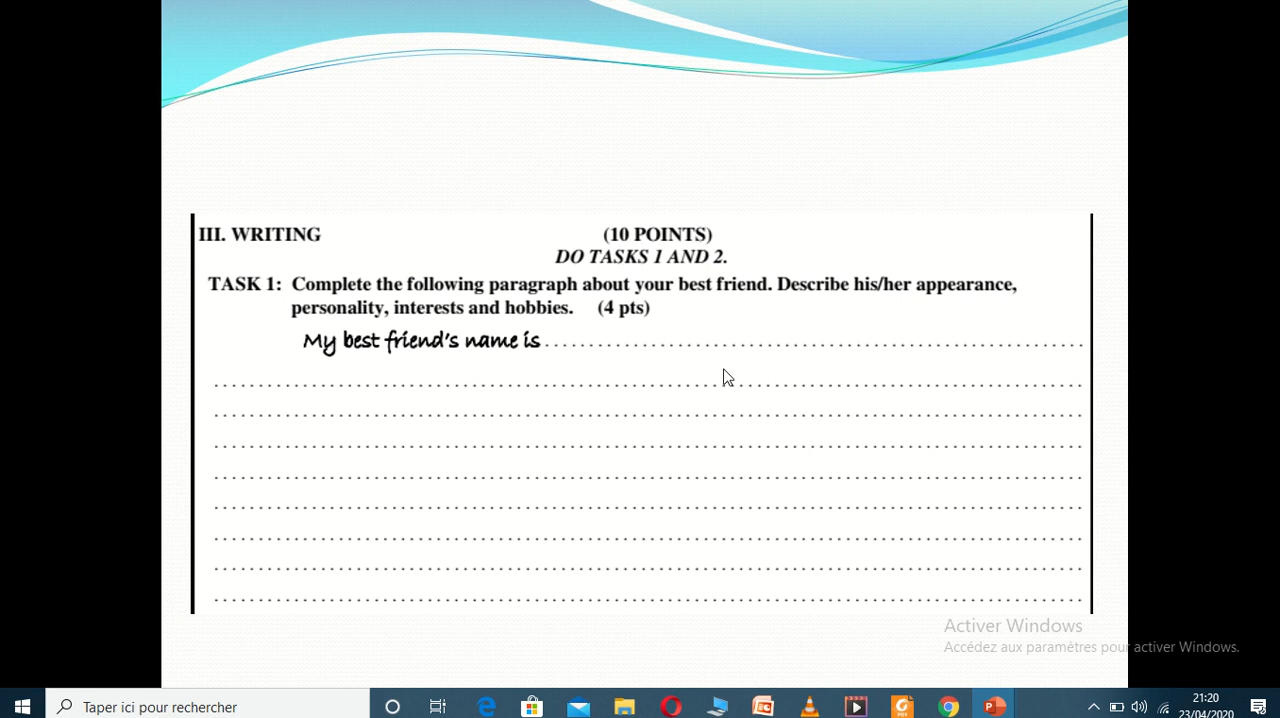 III. WRITING (10 POINTS)
DO TASKS 1 AND 2.
TASK 1: Complete the following paragraph about your best friend. Describe his/her appearance,
personality, interests and hobbies. (4 pts)
My best friend's name is
Activer Windows
Accédez aux paramètres pour activer Windows.
Taper ici pour rechercher
21:20
23/04/2020